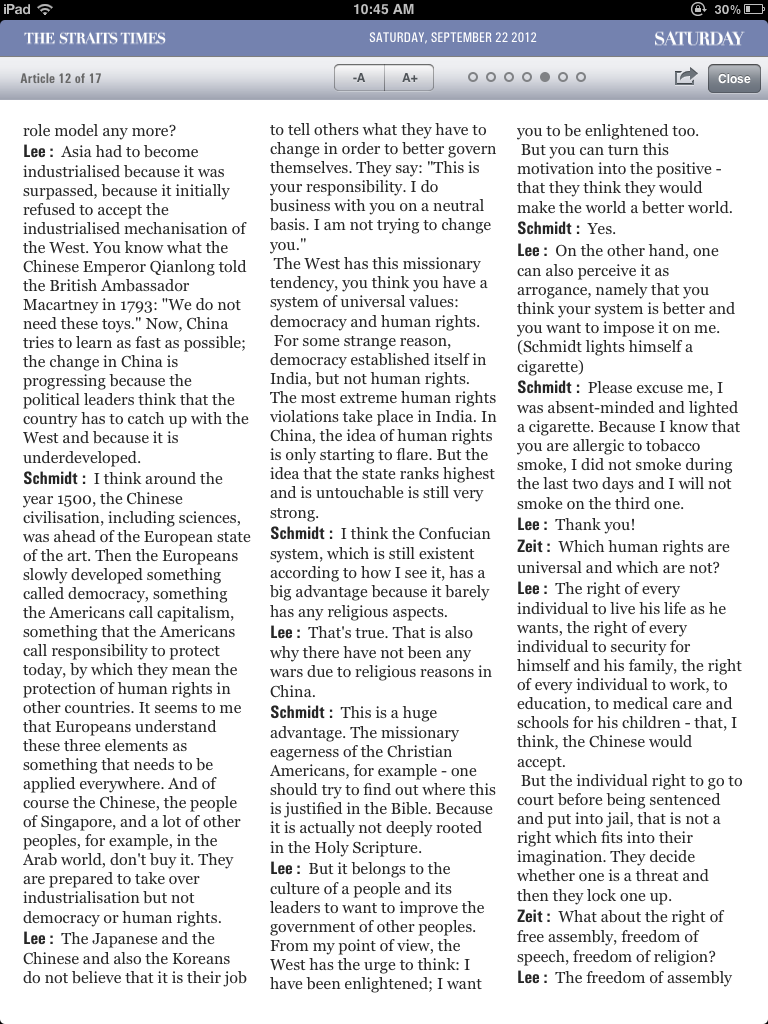 iPad 10:45 AM 30%
THE STRAITS TIMES SATURDAY, SEPTEMBER 22 2012 SATURDAY
Article 12 of 17 -A A+ Close
role model any more?
Lee : Asia had to become
industrialised because it was
surpassed, because it initially
refused to accept the
industrialised mechanisation of
the West. You know what the
Chinese Emperor Qianlong told
the British Ambassador
Macartney in 1793: "We do not
need these toys." Now, China
tries to learn as fast as possible;
the change in China is
progressing because the
political leaders think that the
country has to catch up with the
West and because it is
underdeveloped.
Schmidt : I think around the
year 1500, the Chinese
civilisation, including sciences,
was ahead of the European state
of the art. Then the Europeans
slowly developed something
called democracy, something
the Americans call capitalism,
something that the Americans
call responsibility to protect
today, by which they mean the
protection of human rights in
other countries. It seems to me
that Europeans understand
these three elements as
something that needs to be
applied everywhere. And of
course the Chinese, the people
of Singapore, and a lot of other
peoples, for example, in the
Arab world, don't buy it. They
are prepared to take over
industrialisation but not
democracy or human rights.
Lee : The Japanese and the
Chinese and also the Koreans
do not believe that it is their job
to tell others what they have to
change in order to better govern
themselves. They say: "This is
your responsibility. I do
business with you on a neutral
basis. I am not trying to change
you."
The West has this missionary
tendency, you think you have a
system of universal values:
democracy and human rights.
For some strange reason,
democracy established itself in
India, but not human rights.
The most extreme human rights
violations take place in India. In
China, the idea of human rights
is only starting to flare. But the
idea that the state ranks highest
and is untouchable is still very
strong.
Schmidt : I think the Confucian
system, which is still existent
according to how I see it, has a
big advantage because it barely
has any religious aspects.
Lee : That's true. That is also
why there have not been any
wars due to religious reasons in
China.
Schmidt : This is a huge
advantage. The missionary
eagerness of the Christian
Americans, for example - one
should try to find out where this
is justified in the Bible. Because
it is actually not deeply rooted
in the Holy Scripture.
Lee : But it belongs to the
culture of a people and its
leaders to want to improve the
government of other peoples.
From my point of view, the
West has the urge to think: I
have been enlightened; I want
you to be enlightened too.
But you can turn this
motivation into the positive -
that they think they would
make the world a better world.
Schmidt : Yes.
Lee : On the other hand, one
can also perceive it as
arrogance, namely that you
think your system is better and
you want to impose it on me.
(Schmidt lights himself a
cigarette)
Schmidt : Please excuse me, I
was absent-minded and lighted
a cigarette. Because I know that
you are allergic to tobacco
smoke, I did not smoke during
the last two days and I will not
smoke on the third one.
Lee : Thank you!
Zeit : Which human rights are
universal and which are not?
Lee : The right of every
individual to live his life as he
wants, the right of every
individual to security for
himself and his family, the right
of every individual to work, to
education, to medical care and
schools for his children - that, I
think, the Chinese would
accept.
But the individual right to go to
court before being sentenced
and put into jail, that is not a
right which fits into their
imagination. They decide
whether one is a threat and
then they lock one up.
Zeit : What about the right of
free assembly, freedom of
speech, freedom of religion?
Lee : The freedom of assembly